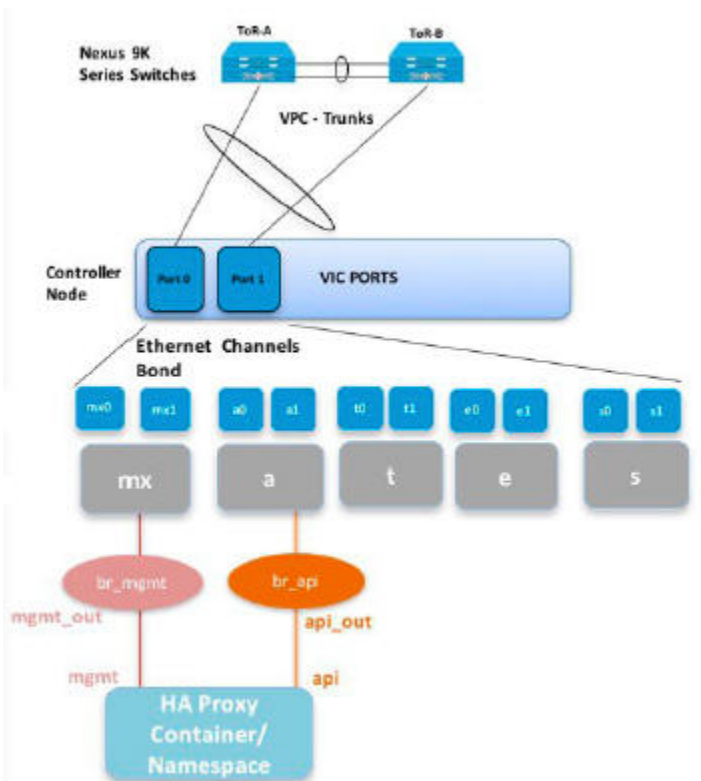 ToR-A
ToR-B
Nexus 9K
Series Switches
VPC - Trunks
Controller
Node
Port 0
Port 1
VIC PORTS
Ethernet Channels
Bond
mx0
mx1
a0
a1
t0
t1
e0
e1
s0
s1
mx
a
t
e
s
br_mgmt
br_api
mgmt_out
api_out
mgmt
api
HA Proxy
Container/
Namespace